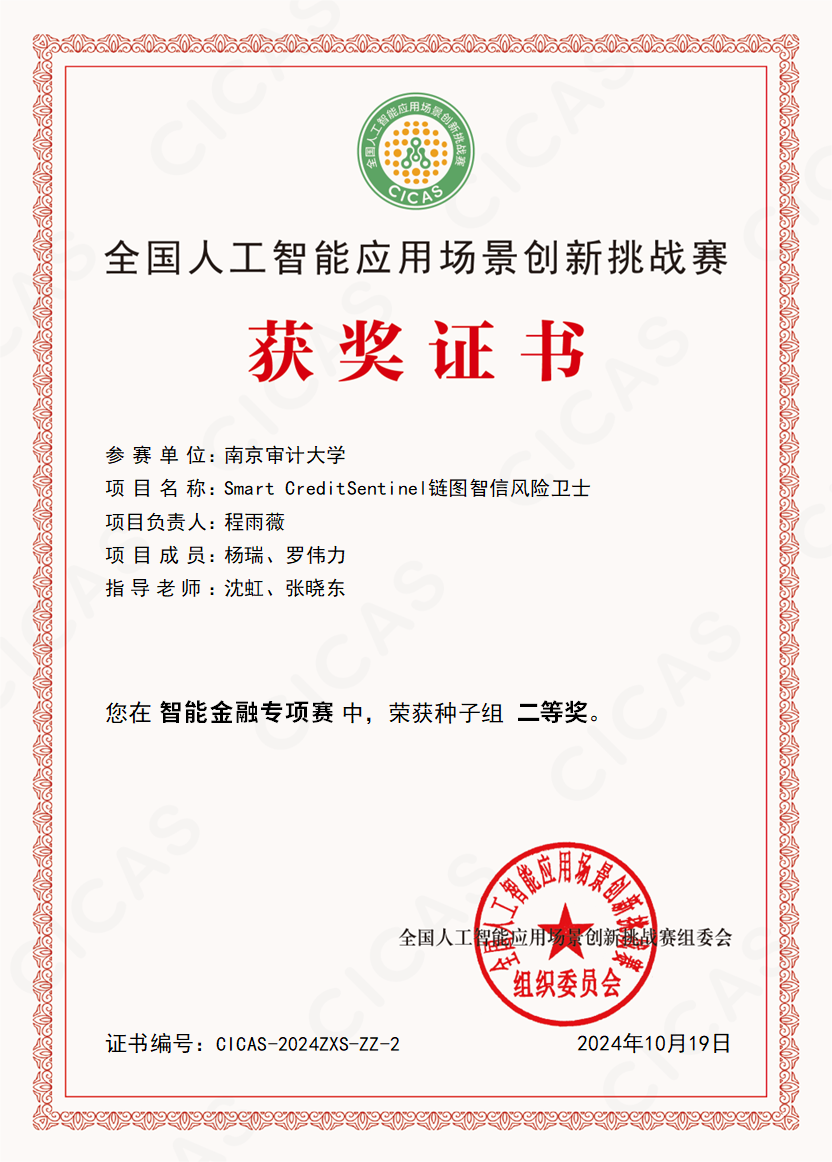 全国人工智能应用场景创新挑战赛
CICAS
全国人工智能应用场景创新挑战赛
获奖证书
参赛单位：南京审计大学
项目名称：Smart CreditSentinel链图智信风险卫士
项目负责人：程雨薇
项目成员：杨瑞、罗伟力
指导老师：沈虹、张晓东
您在 智能金融专项赛 中，荣获种子组 二等奖。
全国人工智能应用场景创新挑战赛
全国人工智能应用场景创新挑战赛组委会
组织委员会
证书编号：CICAS-2024ZXS-ZZ-2
2024年10月19日